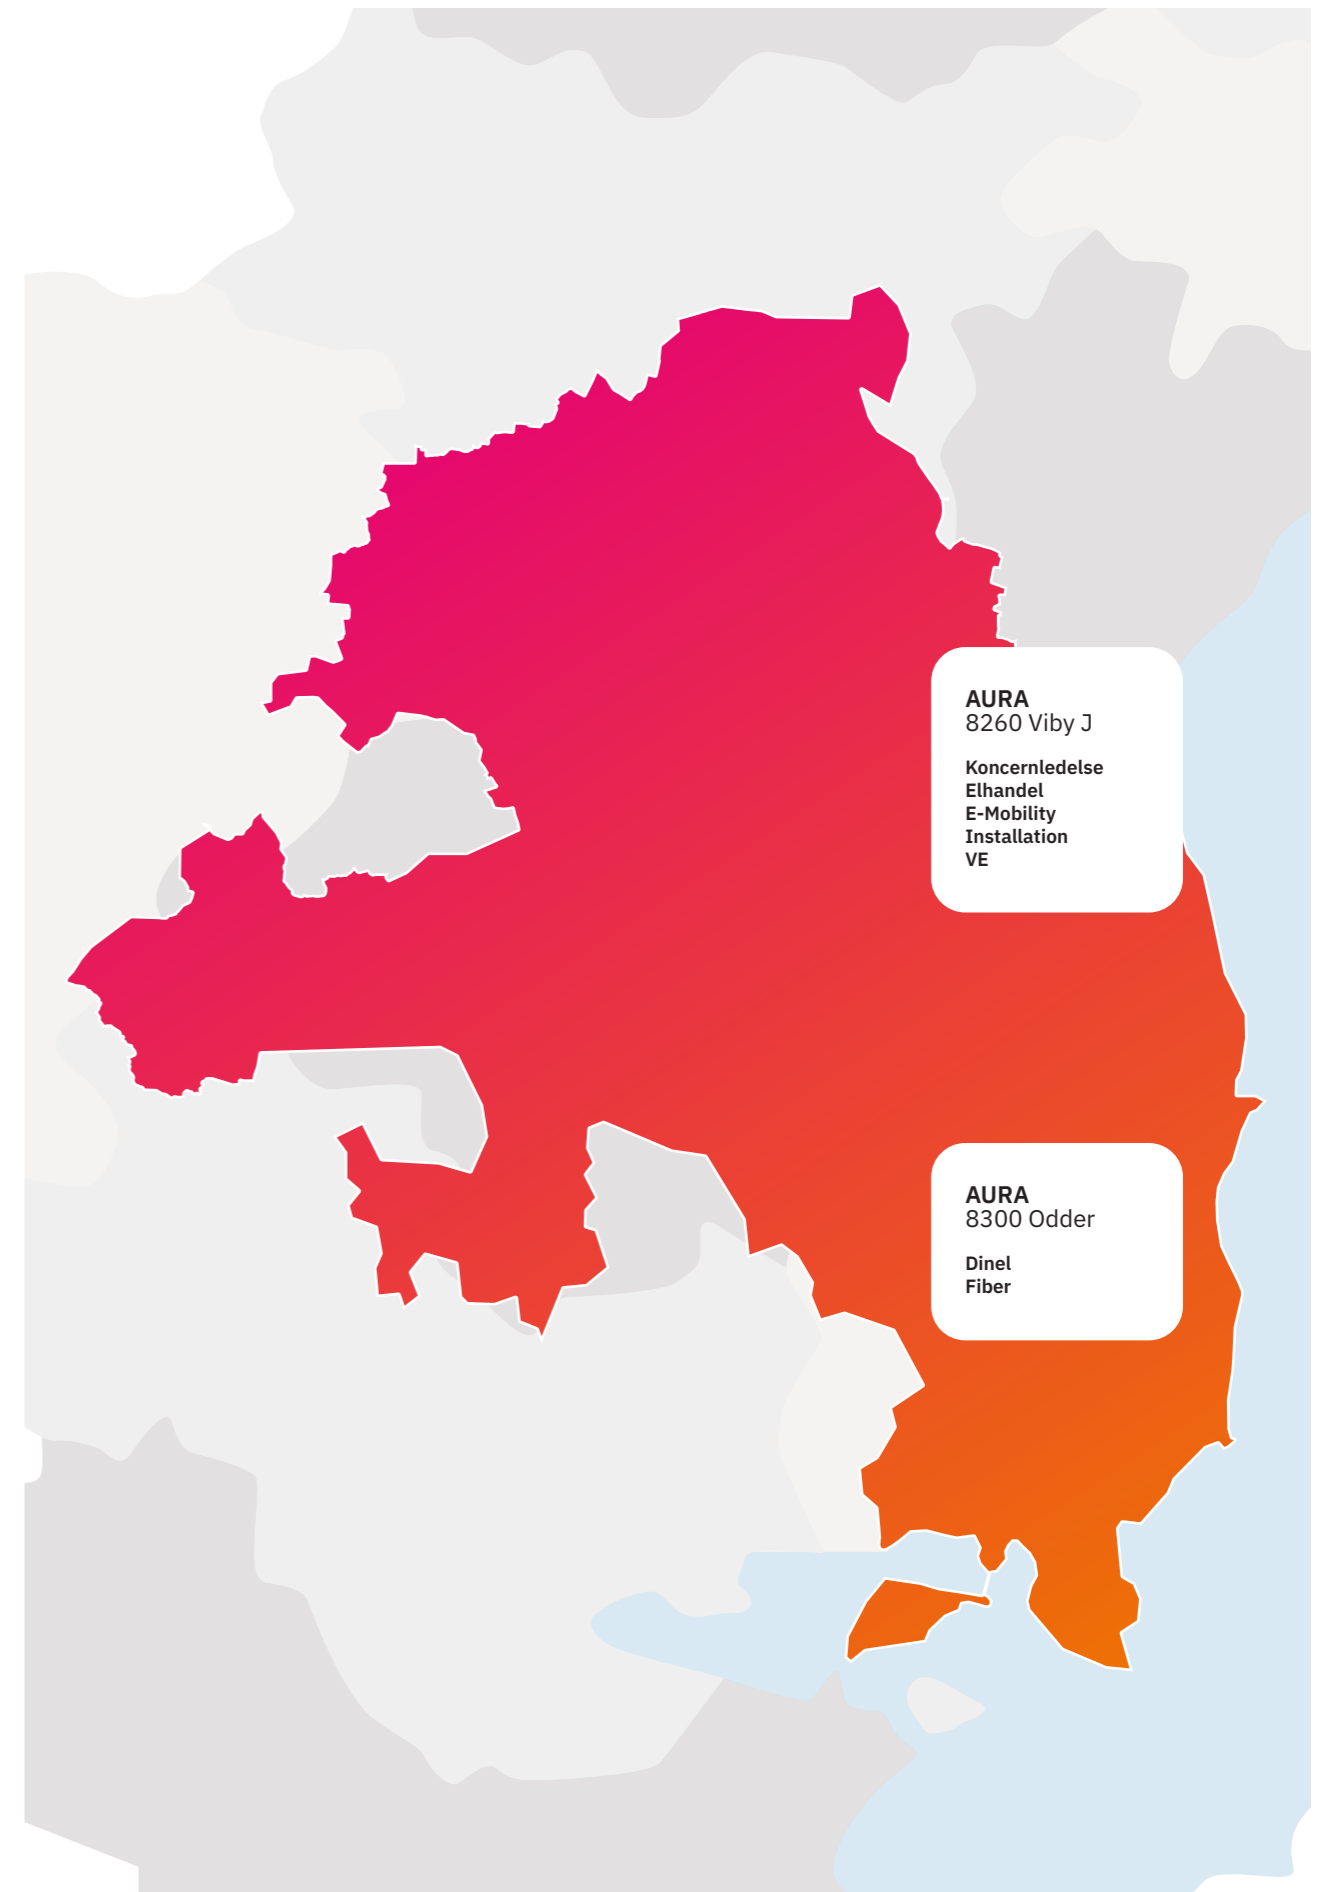 AURA
8260 Viby J
Koncernledelse
Elhandel
E-Mobility
Installation
VE
AURA
8300 Odder
Dinel
Fiber